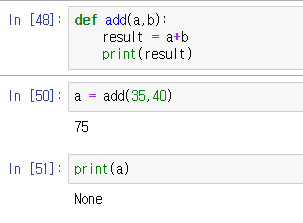 In [48]: def add(a,b):
result = a+b
print(result)
In [50]: a = add(35,40)
75
In [51]: print(a)
None